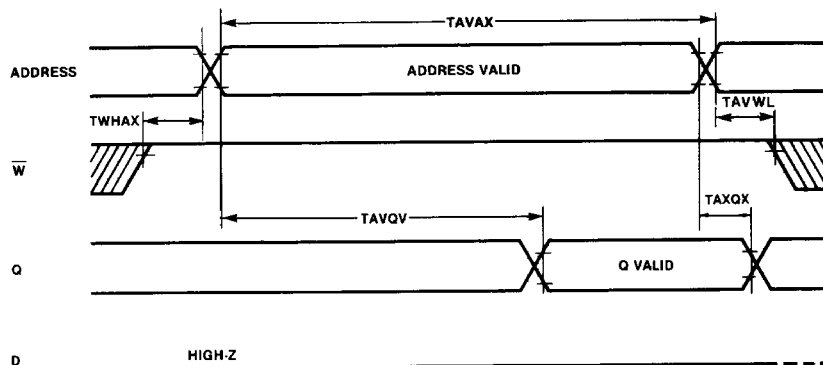 TAVAX
ADDRESS
ADDRESS VALID
TWHAX
TAVWL
W
TAVQV
TAXQX
Q
Q VALID
D
HIGH-Z